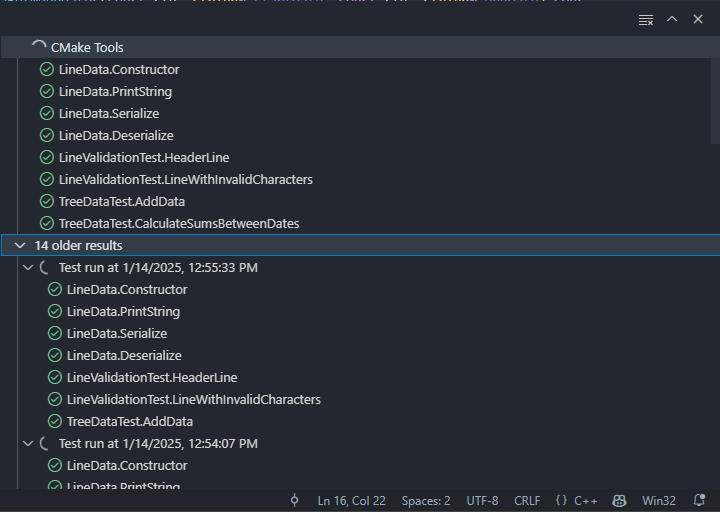 CMake Tools
LineData.Constructor
LineData.PrintString
LineData.Serialize
LineData.Deserialize
LineValidationTest.HeaderLine
LineValidationTest.LineWithInvalidCharacters
TreeDataTest.AddData
TreeDataTest.CalculateSumsBetweenDates
14 older results
Test run at 1/14/2025, 12:55:33 PM
LineData.Constructor
LineData.PrintString
LineData.Serialize
LineData.Deserialize
LineValidationTest.HeaderLine
LineValidationTest.LineWithInvalidCharacters
TreeDataTest.AddData
Test run at 1/14/2025, 12:54:07 PM
LineData.Constructor
LineData.PrintString
Ln 16, Col 22 Spaces: 2 UTF-8 CRLF {} C++ Win32